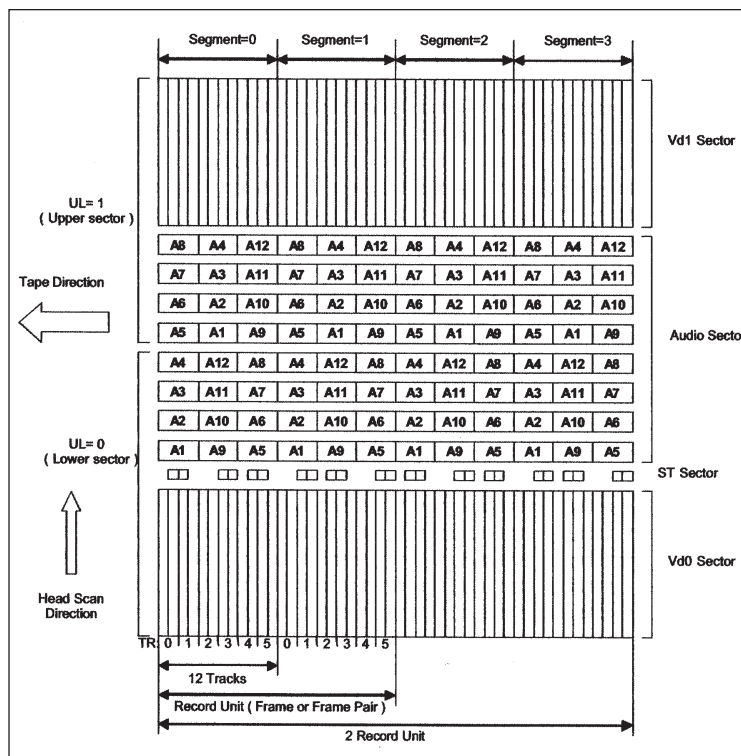 Segment=0 Segment=1 Segment=2 Segment=3
Vd1 Sector
UL= 1
( Upper sector )
A8 A4 A12 A8 A4 A12 A8 A4 A12 A8 A4 A12
A7 A3 A11 A7 A3 A11 A7 A3 A11 A7 A3 A11
Tape Direction
A6 A2 A10 A6 A2 A10 A6 A2 A10 A6 A2 A10
A5 A1 A9 A5 A1 A9 A5 A1 A9 A5 A1 A9
Audio Secto
A4 A12 A8 A4 A12 A8 A4 A12 A8 A4 A12 A8
A3 A11 A7 A3 A11 A7 A3 A11 A7 A3 A11 A7
A2 A10 A6 A2 A10 A6 A2 A10 A6 A2 A10 A6
UL= 0
( Lower sector )
A1 A9 A5 A1 A9 A5 A1 A9 A5 A1 A9 A5
ST Sector
Vd0 Sector
Head Scan
Direction
TR: 0 1 2 3 4 5 0 1 2 3 4 5
12 Tracks
Record Unit ( Frame or Frame Pair )
2 Record Unit